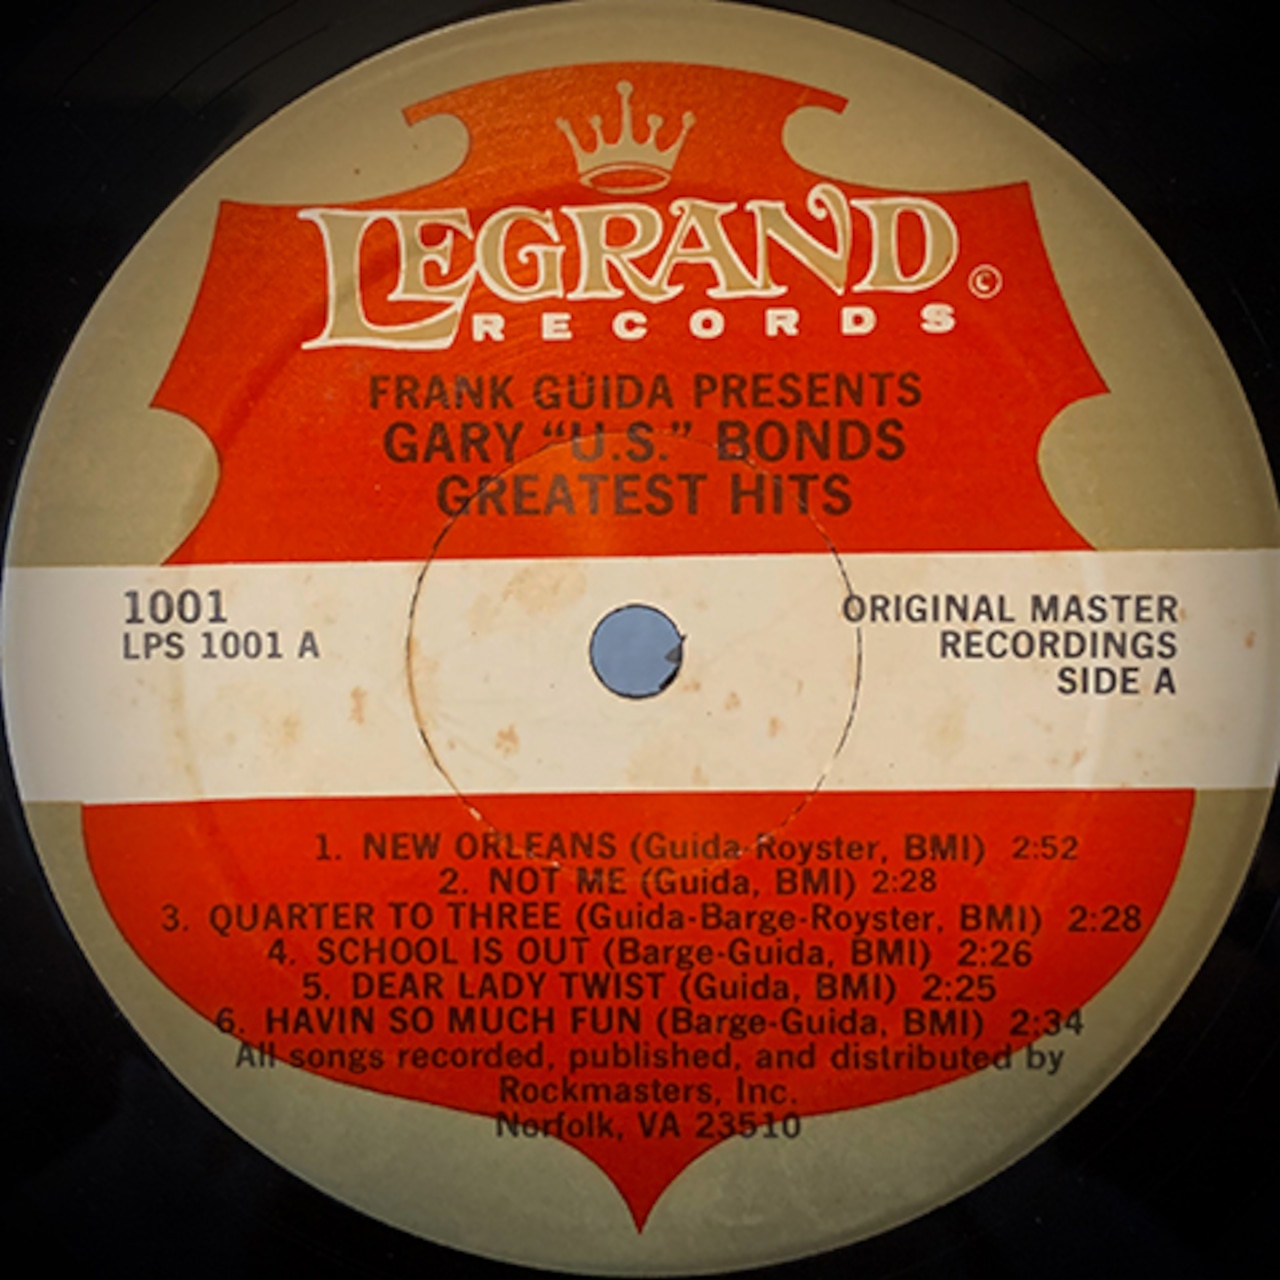 LEGRAND ©
RECORDS
FRANK GUIDA PRESENTS
GARY “U.S.” BONDS
GREATEST HITS
1001
LPS 1001 A
ORIGINAL MASTER
RECORDINGS
SIDE A
1. NEW ORLEANS (Guida-Royster, BMI) 2:52
2. NOT ME (Guida, BMI) 2:28
3. QUARTER TO THREE (Guida-Barge-Royster, BMI) 2:28
4. SCHOOL IS OUT (Barge-Guida, BMI) 2:26
5. DEAR LADY TWIST (Guida, BMI) 2:25
6. HAVIN SO MUCH FUN (Barge-Guida, BMI) 2:34
All songs recorded, published, and distributed by
Rockmasters, Inc.
Norfolk, VA 23510